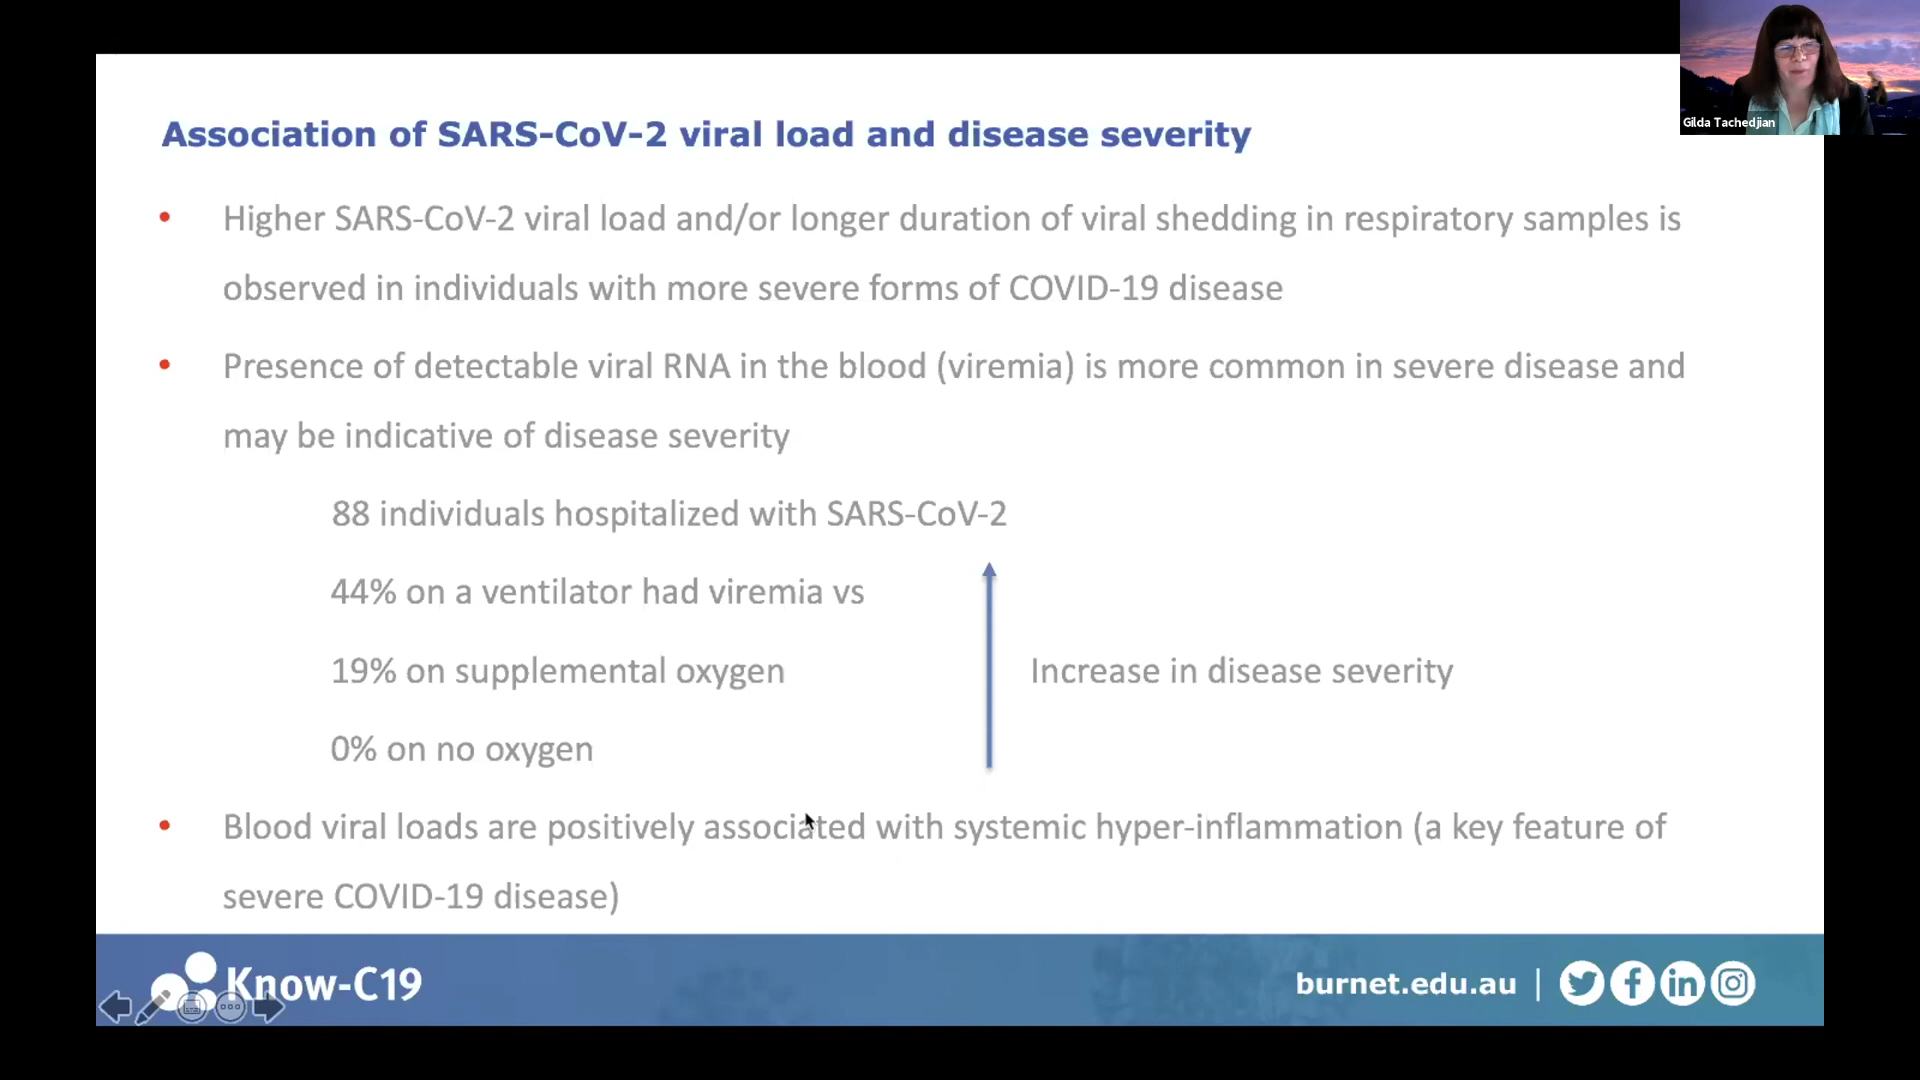 Gilda Tachedjian
Association of SARS-CoV-2 viral load and disease severity
• Higher SARS-CoV-2 viral load and/or longer duration of viral shedding in respiratory samples is
observed in individuals with more severe forms of COVID-19 disease
• Presence of detectable viral RNA in the blood (viremia) is more common in severe disease and
may be indicative of disease severity
88 individuals hospitalized with SARS-CoV-2
44% on a ventilator had viremia vs
19% on supplemental oxygen
Increase in disease severity
0% on no oxygen
• Blood viral loads are positively associated with systemic hyper-inflammation (a key feature of
severe COVID-19 disease)
Know-C19
burnet.edu.au |